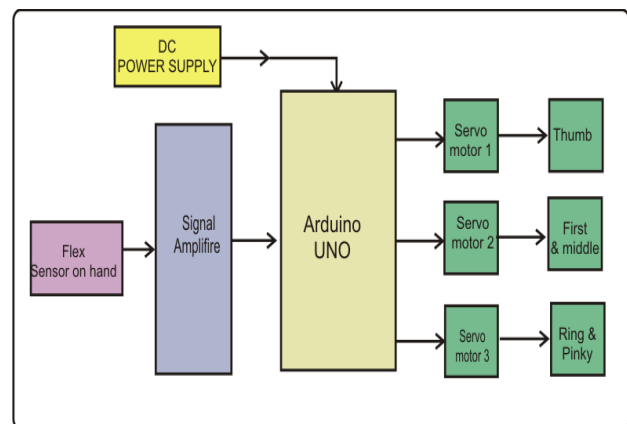 DC
POWER SUPPLY
Flex
Sensor on hand
Signal
Amplifire
Arduino
UNO
Servo
motor 1
Thumb
Servo
motor 2
First
& middle
Servo
motor 3
Ring &
Pinky